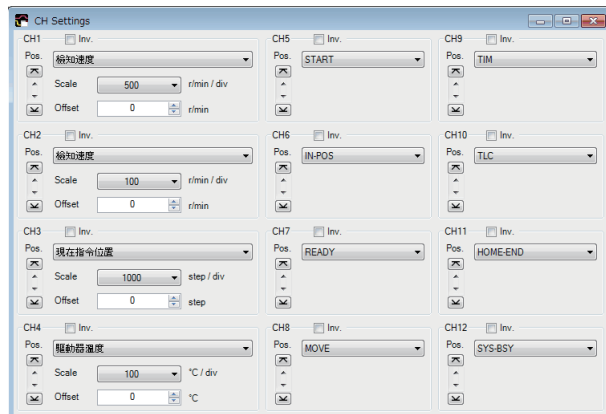 CH Settings
CH1 Inv.
Pos. 檢知速度
Scale 500 r/min / div
Offset 0 r/min
CH2 Inv.
Pos. 檢知速度
Scale 100 r/min / div
Offset 0 r/min
CH3 Inv.
Pos. 現在指令位置
Scale 1000 step / div
Offset 0 step
CH4 Inv.
Pos. 驅動器溫度
Scale 100 °C / div
Offset 0 °C
CH5 Inv.
Pos. START
CH6 Inv.
Pos. IN-POS
CH7 Inv.
Pos. READY
CH8 Inv.
Pos. MOVE
CH9 Inv.
Pos. TIM
CH10 Inv.
Pos. TLC
CH11 Inv.
Pos. HOME-END
CH12 Inv.
Pos. SYS-BSY